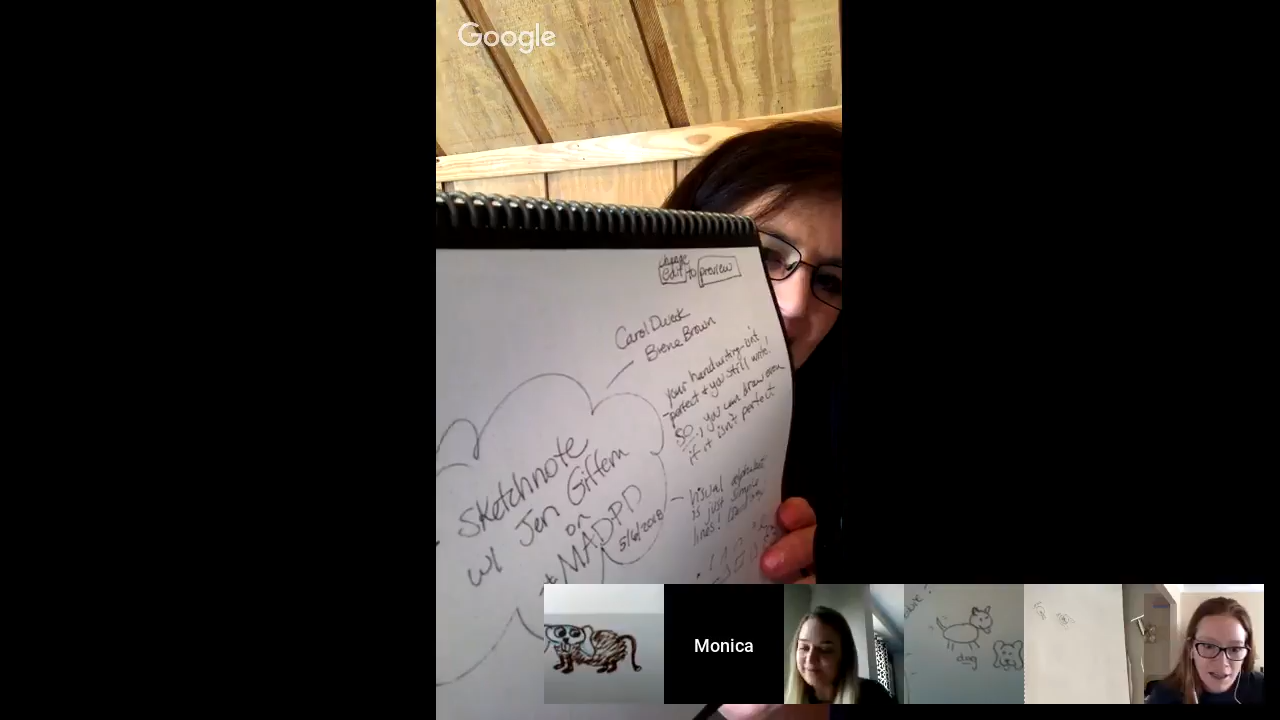 Google
change
edit to preview
Carol Dweck
Brene Brown
your handwriting isn't
perfect & you still write!
SO, you can draw even
if it isn't perfect
Sketchnote
w/ Jen Giffen
on
#MADPD
5/6/2018
visual alphabet
is just simple
lines!
Monica
dog